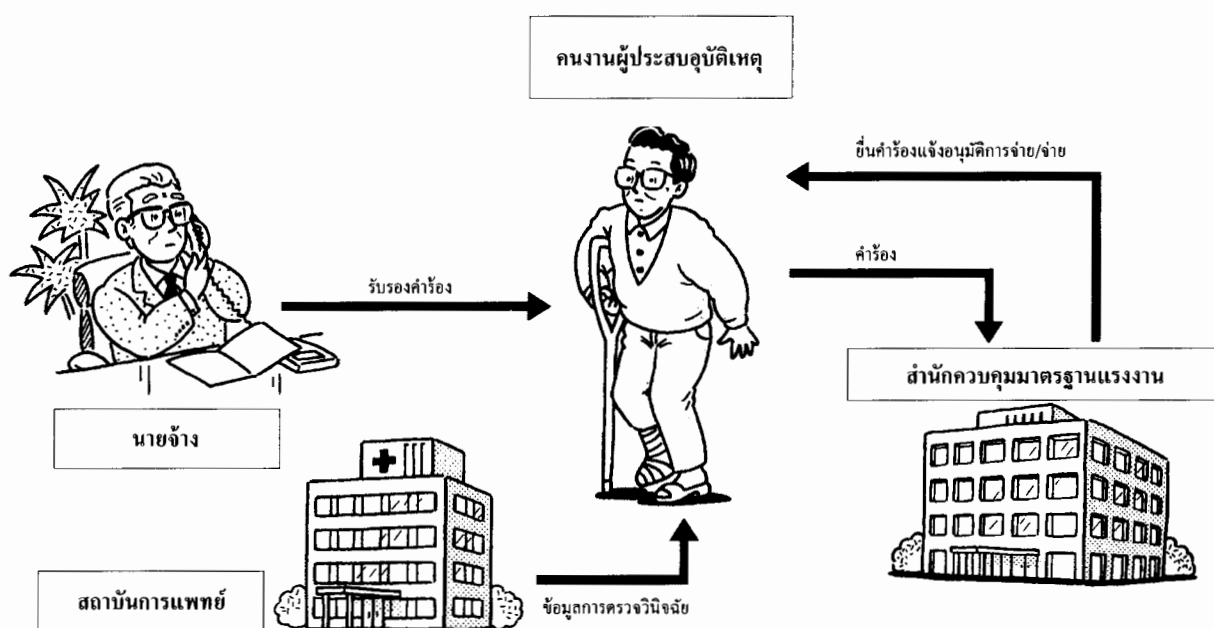 คนงานผู้ประสบอุบัติเหตุ
ยื่นคำร้องแจ้งอนุมัติการจ่าย/จ่าย
คำร้อง
รับรองคำร้อง
สำนักควบคุมมาตรฐานแรงงาน
นายจ้าง
สถาบันการแพทย์
ข้อมูลการตรวจวินิจฉัย